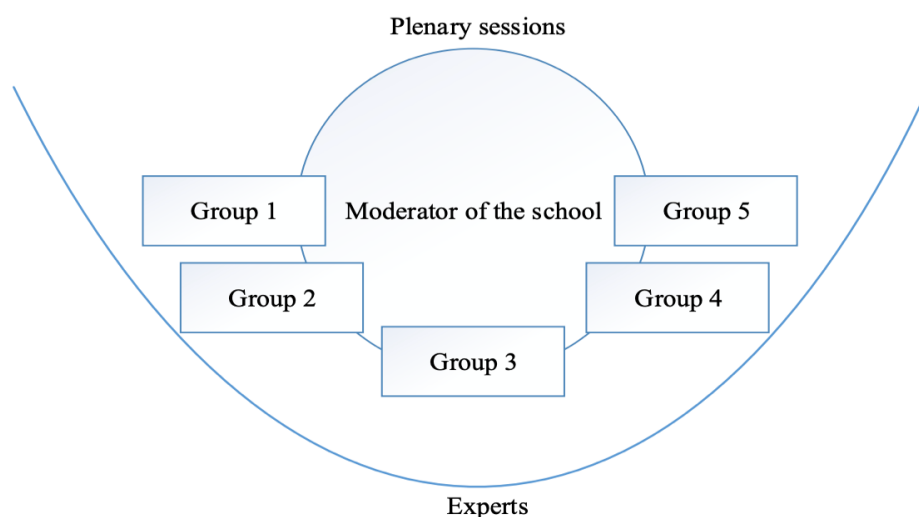 Plenary sessions
Group 1
Moderator of the school
Group 5
Group 2
Group 4
Group 3
Experts